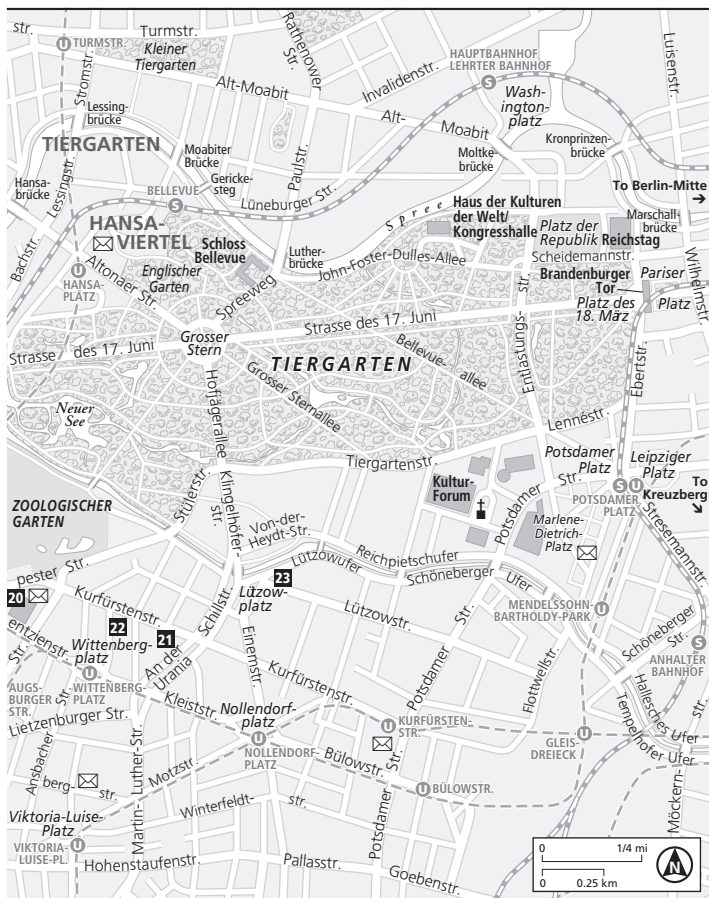 str.
Turmstr.
U TURMSTR.
Kleiner
Tiergarten
Stromstr.
Rathenower
Str.
Alt-Moabit
Invalidenstr.
HAUPTBAHNHOF
LEHRTER BAHNHOF
S
Luisenstr.
Wash-
ington-
platz
Alt-
Moabit
Lessing-
brücke
TIERGARTEN
Moabiter
Brücke
Gericke-
steg
Paulstr.
Moltke-
brücke
Kronprinzen-
brücke
Hansa-
brücke
Lessingstr.
BELLEVUE
S
Lüneburger Str.
To Berlin-Mitte
→
Spree
Haus der Kulturen
der Welt/
Kongresshalle
Platz der
Republik
Reichstag
Marschall-
brücke
Scheidemannstr.
HANSA-
VIERTEL
Bachstr.
Schloss
Bellevue
Luther-
brücke
John-Foster-Dulles-Allee
Brandenburger
Tor
Pariser
Platz
Wilhelmstr.
U
HANSA-
PLATZ
Altonaer Str.
Englischer
Garten
Spreeweg
Platz des
18. März
Entlastungs-
str.
Strasse des 17. Juni
Grosser
Stern
Strasse des 17. Juni
TIERGARTEN
Bellevue-
allee
Ebertstr.
Hofjägerallee
Grosser Sternallee
Neuer
See
Lennéstr.
Tiergartenstr.
Potsdamer
Platz
Leipziger
Platz
ZOOLOGISCHER
GARTEN
Stülerstr.
Klingelhöfer-
str.
Kultur-
Forum
Potsdamer Str.
S U
POTSDAMER
PLATZ
To
Kreuzberg
↘
Von-der-
Heydt-Str.
Marlene-
Dietrich-
Platz
Stresemannstr.
Reichpietschufer
Lützowufer
Schöneberger Ufer
pester Str.
20
Kurfürstenstr.
23
Lützow-
platz
Lützowstr.
Schillstr.
MENDELSSOHN-
BARTHOLDY-PARK
U
22
21
entzienstr.
Str.
Wittenberg-
platz
An der
Urania
Einemstr.
Kurfürstenstr.
Potsdamer Str.
Flottwellstr.
Schöneberger
Str.
S
ANHALTER
BAHNHOF
AUGS-
BURGER
STR.
U
WITTENBERG-
PLATZ
Kleiststr.
Nollendorf-
platz
Hallesches Ufer
Tempelhofer Ufer
str.
Lietzenburger Str.
str.
Ansbacher
U
NOLLENDORF-
PLATZ
U KURFÜRSTEN-
STR.
U
GLEIS-
DREIECK
Motzstr.
Bülowstr.
U BÜLOWSTR.
berg-
str.
Martin-Luther-Str.
Winterfeldt-
str.
Potsdamer Str.
Möckern-
Viktoria-Luise-
Platz
VIKTORIA-
LUISE-PL.
U
Hohenstaufenstr.
Pallasstr.
Goebenstr.
0 1/4 mi
0 0.25 km
N